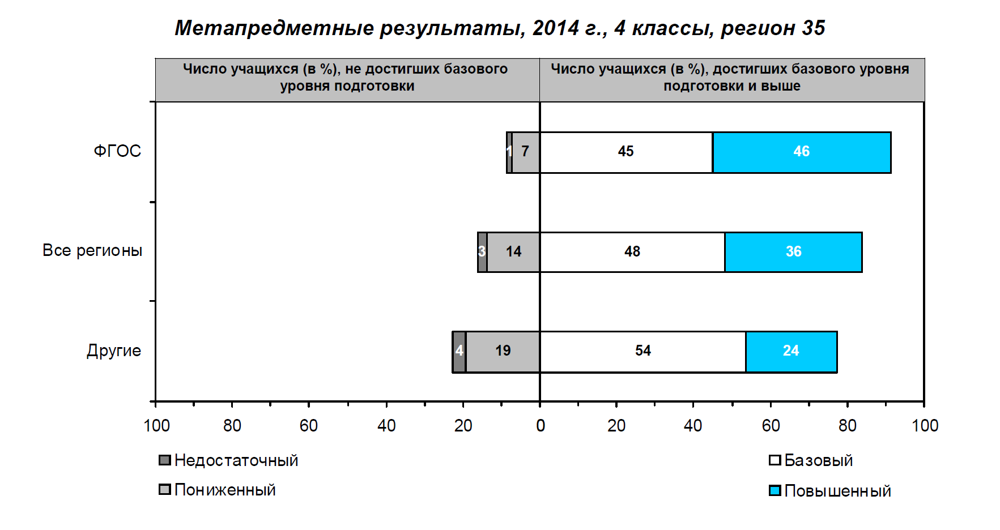 Метапредметные результаты, 2014 г., 4 классы, регион 35
Число учащихся (в %), не достигших базового
уровня подготовки
Число учащихся (в %), достигших базового уровня
подготовки и выше
ФГОС
1 7 45 46
Все регионы
3 14 48 36
Другие
4 19 54 24
100 80 60 40 20 0 20 40 60 80 100
Недостаточный
Пониженный
Базовый
Повышенный